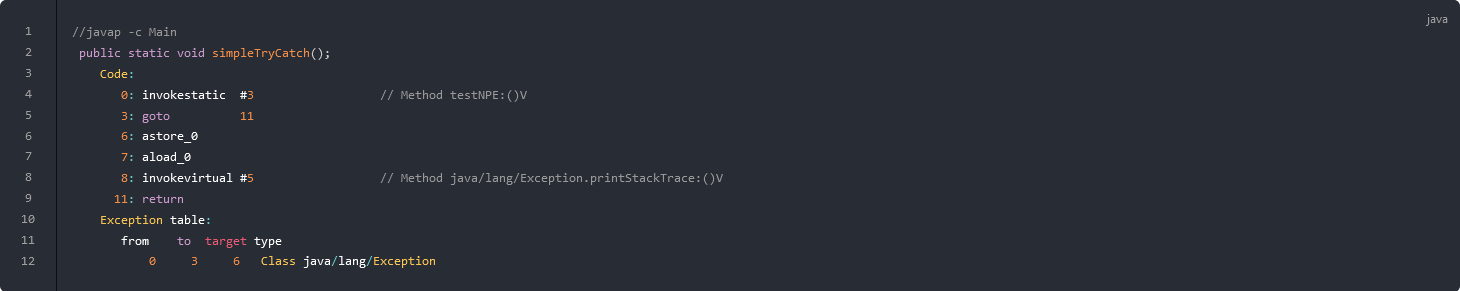 java
1 //javap -c Main
2 public static void simpleTryCatch();
3 Code:
4 0: invokestatic #3 // Method testNPE:()V
5 3: goto 11
6 6: astore_0
7 7: aload_0
8 8: invokevirtual #5 // Method java/lang/Exception.printStackTrace:()V
9 11: return
10 Exception table:
11 from to target type
12 0 3 6 Class java/lang/Exception